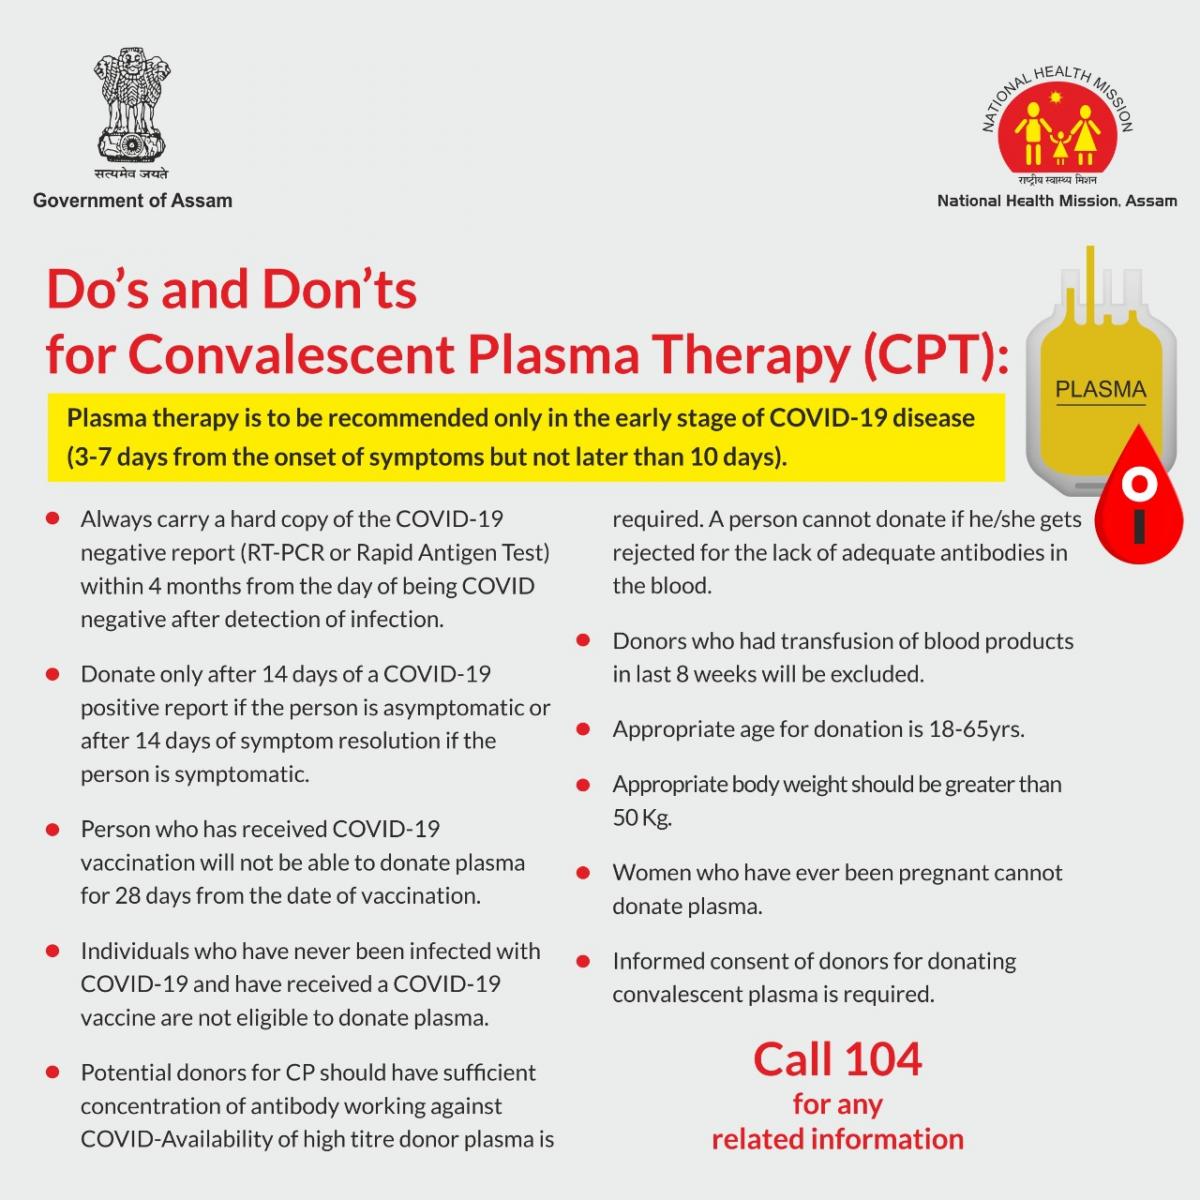 सत्यमेव जयते
Government of Assam
NATIONAL HEALTH MISSION
राष्ट्रीय स्वास्थ्य मिशन
National Health Mission, Assam
Do's and Don'ts
for Convalescent Plasma Therapy (CPT):
PLASMA
Plasma therapy is to be recommended only in the early stage of COVID-19 disease
(3-7 days from the onset of symptoms but not later than 10 days).
Always carry a hard copy of the COVID-19
negative report (RT-PCR or Rapid Antigen Test)
within 4 months from the day of being COVID
negative after detection of infection.
Donate only after 14 days of a COVID-19
positive report if the person is asymptomatic or
after 14 days of symptom resolution if the
person is symptomatic.
Person who has received COVID-19
vaccination will not be able to donate plasma
for 28 days from the date of vaccination.
Individuals who have never been infected with
COVID-19 and have received a COVID-19
vaccine are not eligible to donate plasma.
Potential donors for CP should have sufficient
concentration of antibody working against
COVID-Availability of high titre donor plasma is
required. A person cannot donate if he/she gets
rejected for the lack of adequate antibodies in
the blood.
Donors who had transfusion of blood products
in last 8 weeks will be excluded.
Appropriate age for donation is 18-65yrs.
Appropriate body weight should be greater than
50 Kg.
Women who have ever been pregnant cannot
donate plasma.
Informed consent of donors for donating
convalescent plasma is required.
Call 104
for any
related information